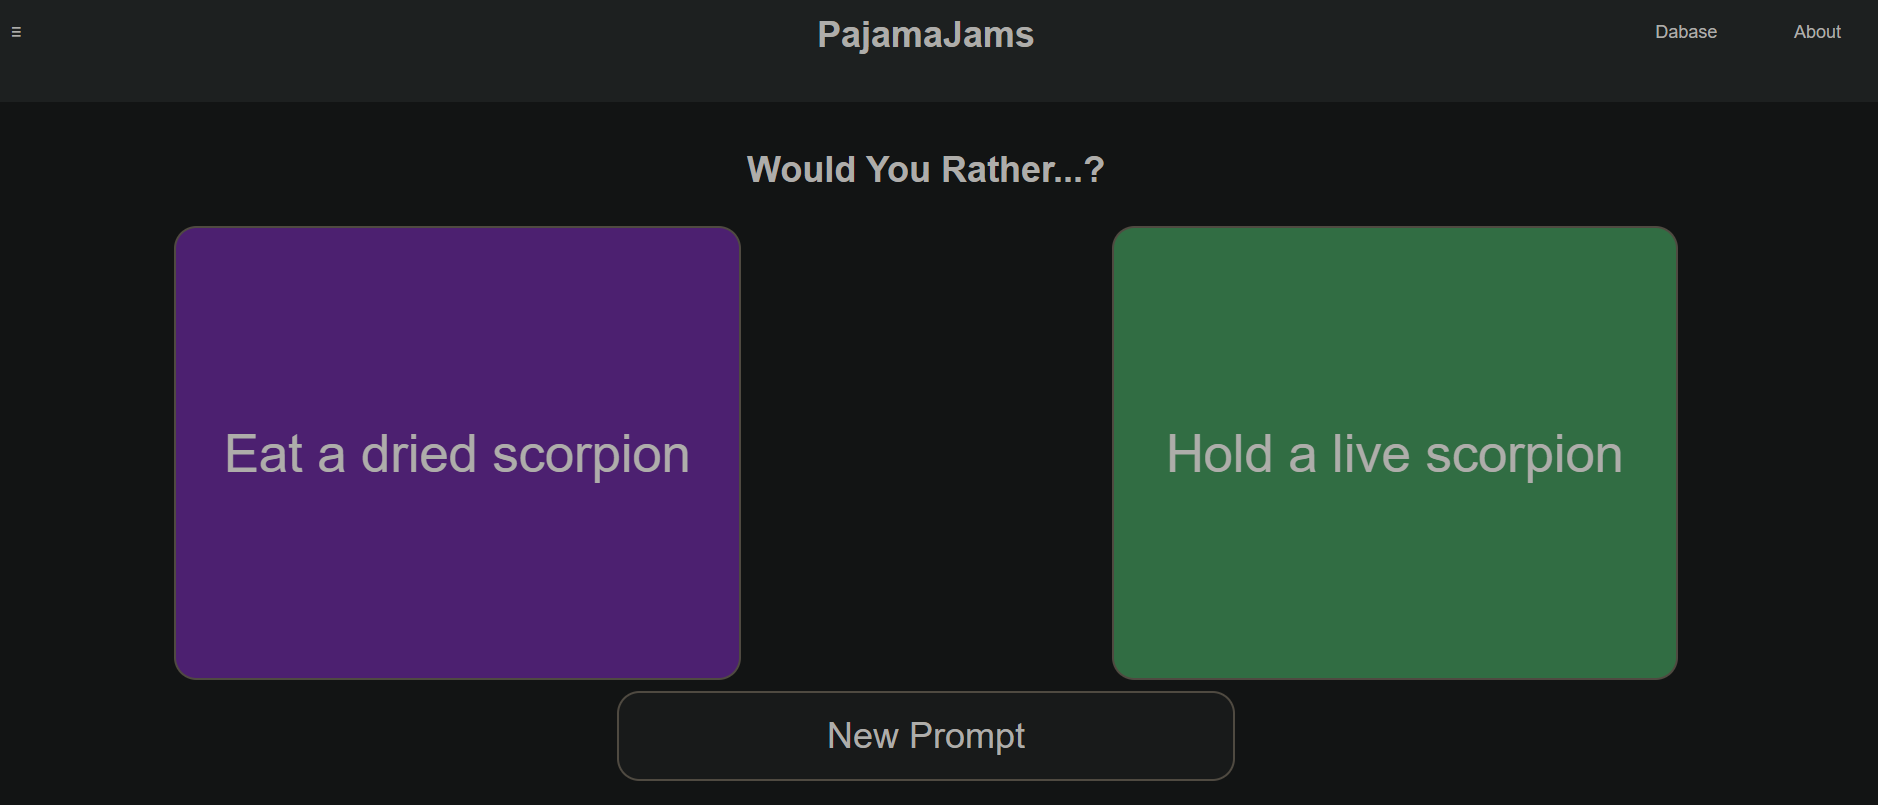 ☰ PajamaJams Dabase About
Would You Rather...?
Eat a dried scorpion
Hold a live scorpion
New Prompt